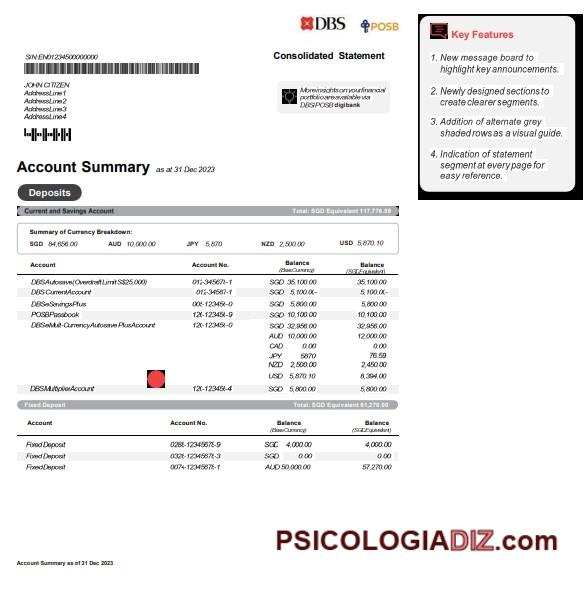 DBS POSB
S/N:EN01234500000000
Consolidated Statement
JOHN CITIZEN
AddressLine1
AddressLine2
AddressLine3
AddressLine4
More insights on your financial
portfolio are available via
DBS/POSB digibank
Account Summary as at 31 Dec 2023
Deposits
Current and Savings Account Total: SGD Equivalent 117,776.59
Summary of Currency Breakdown:
SGD 84,656.00 AUD 10,000.00 JPY 5,870 NZD 2,500.00 USD 5,870.10
Account Account No. Balance Balance
(Base Currency) (SGD Equivalent)
DBS Autosave (Overdraft Limit S$25,000) 012-34567-1 SGD 35,100.00 35,100.00
DBS Current Account 012-34567-1 SGD 5,100.00- 5,100.00-
DBS eSavings Plus 001-12345-0 SGD 5,800.00 5,800.00
POSB Passbook 120-12345-9 SGD 10,100.00 10,100.00
DBS eMulti-Currency Autosave Plus Account 120-12345-0 SGD 32,956.00 32,956.00
AUD 10,000.00 12,000.00
CAD 0.00 0.00
JPY 5870 76.59
NZD 2,500.00 2,450.00
USD 5,870.10 8,394.00
DBS Multiplier Account 120-12345-4 SGD 5,800.00 5,800.00
Fixed Deposit Total: SGD Equivalent 61,270.00
Account Account No. Balance Balance
(Base Currency) (SGD Equivalent)
Fixed Deposit 0288-1234567-9 SGD 4,000.00 4,000.00
Fixed Deposit 0328-1234567-3 SGD 0.00 0.00
Fixed Deposit 0074-1234567-1 AUD 50,000.00 57,270.00
Account Summary as of 31 Dec 2023
Key Features
1. New message board to
highlight key announcements.
2. Newly designed sections to
create clearer segments.
3. Addition of alternate grey
shaded rows as a visual guide.
4. Indication of statement
segment at every page for
easy reference.
PSICOLOGIADIZ.com